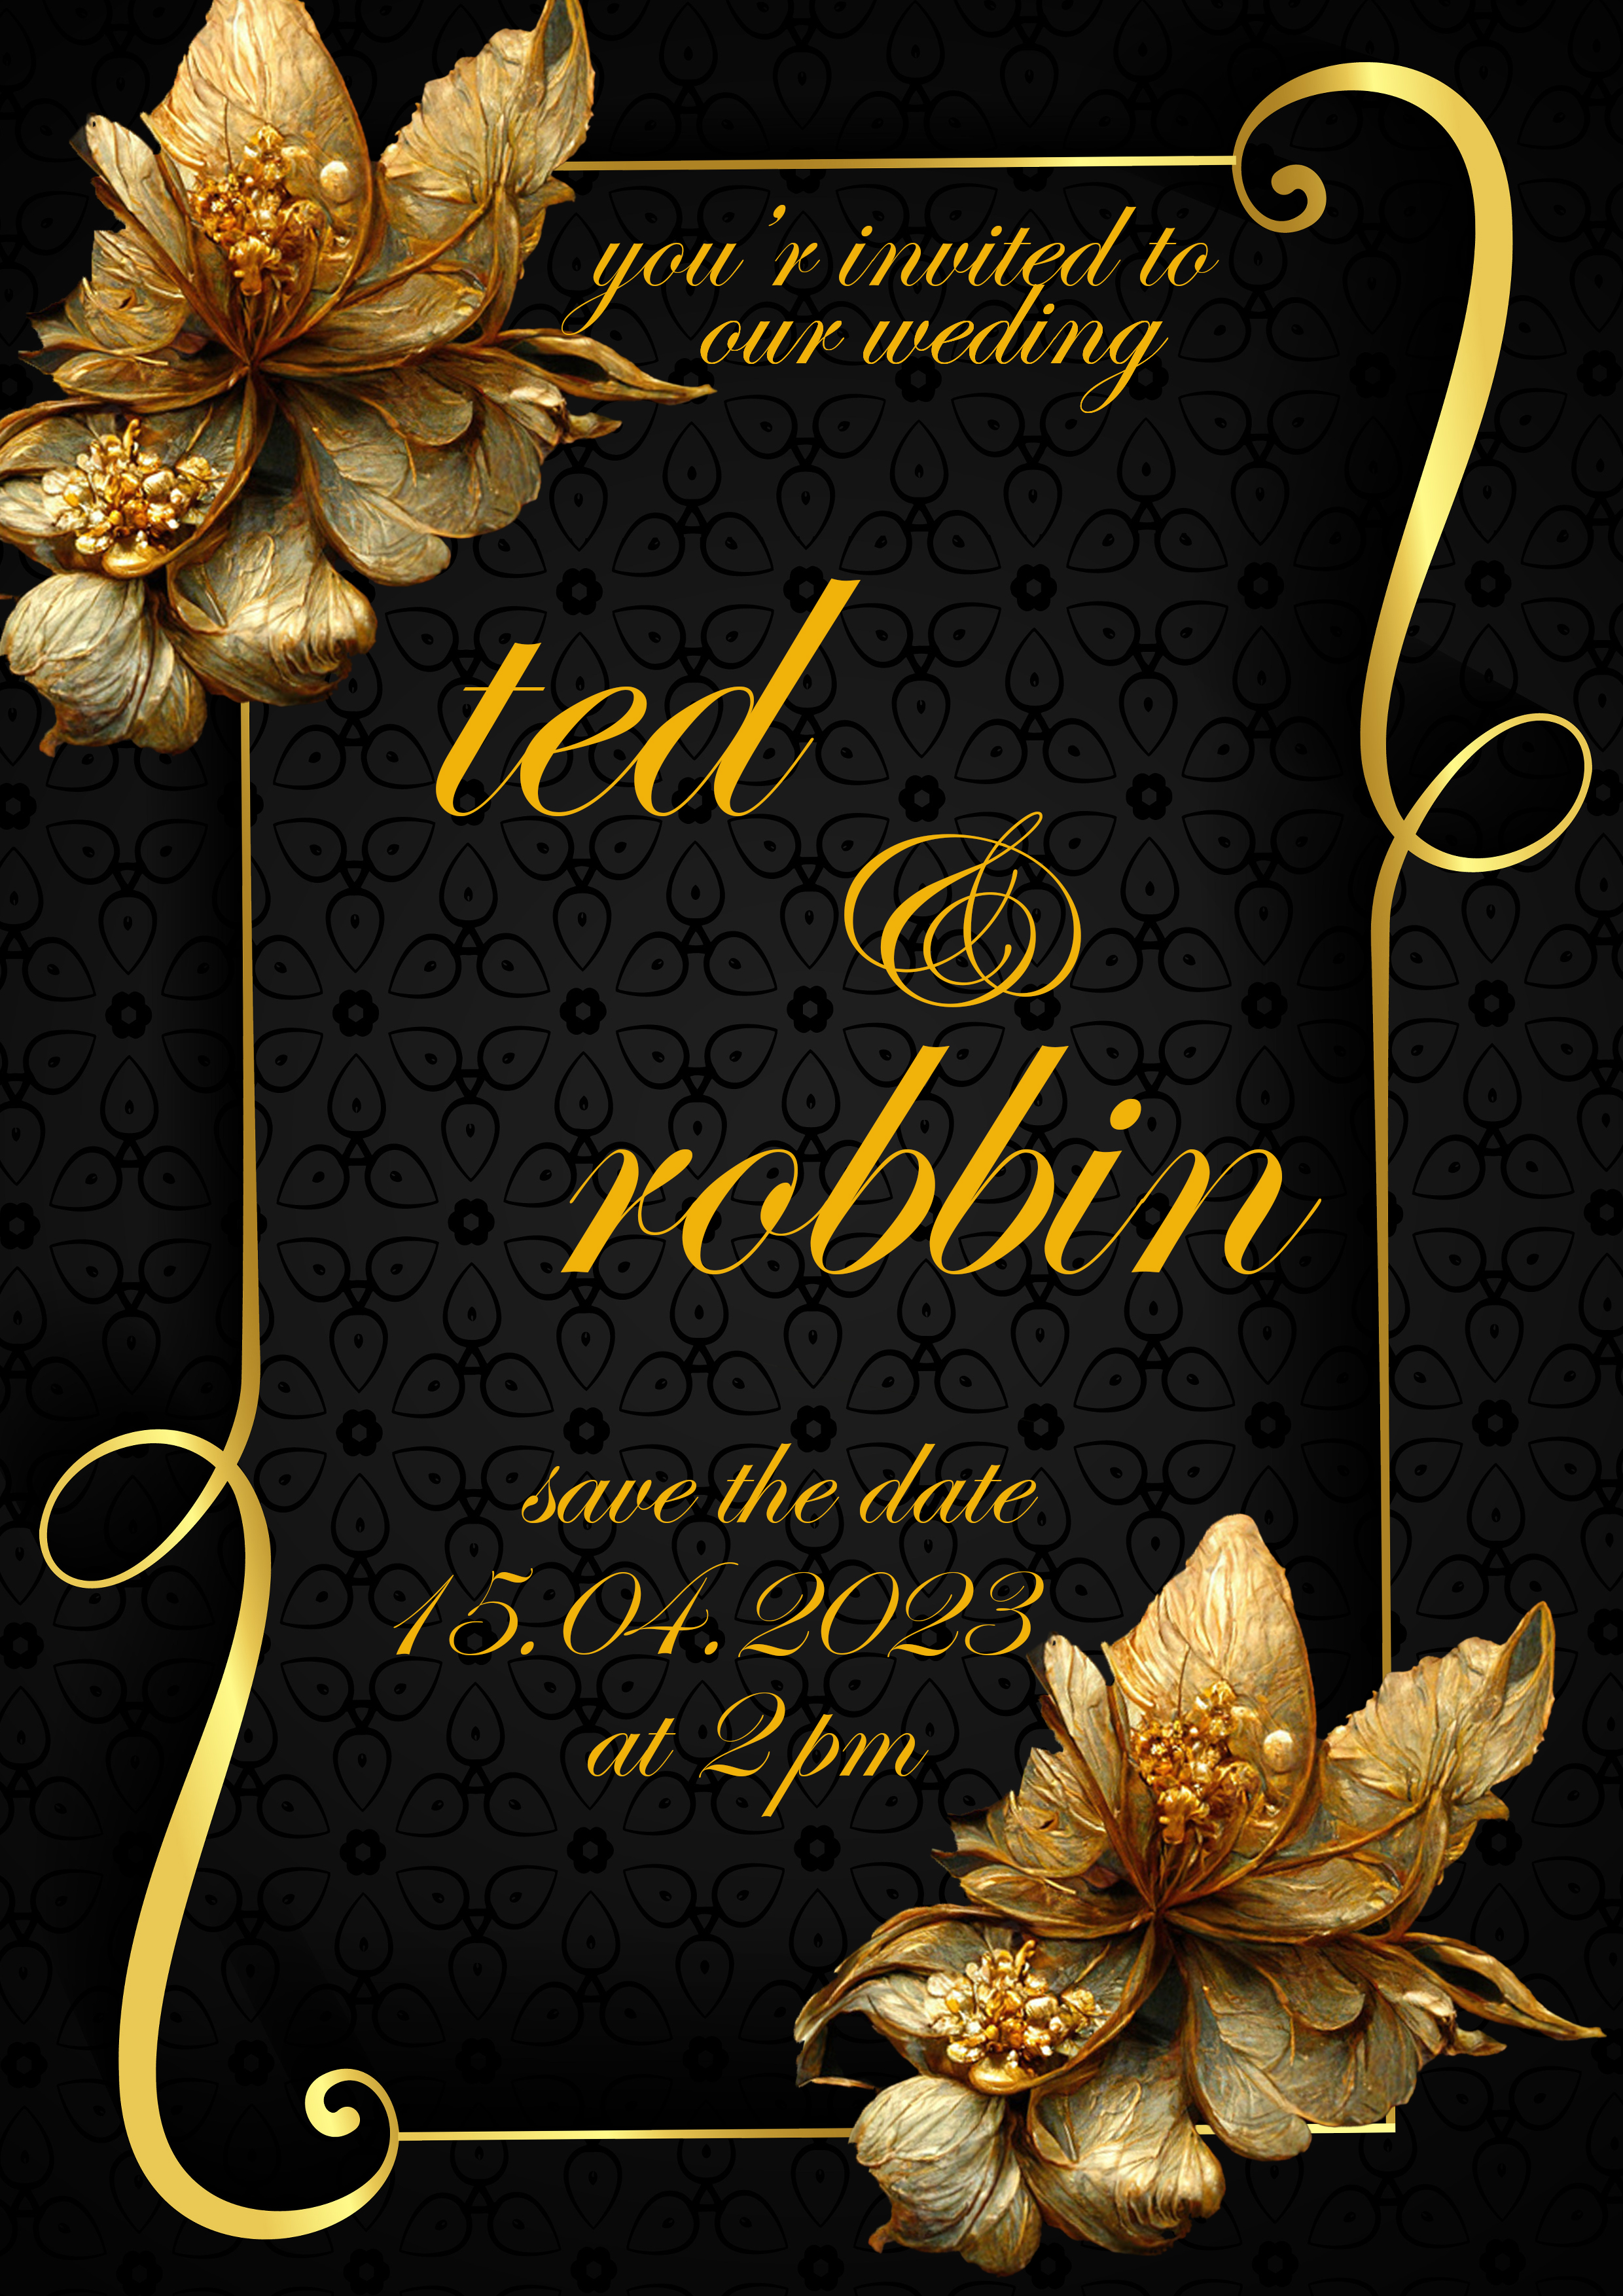 you'r invited to
our weding
ted
&
robbin
save the date
15.04.2023
at 2pm